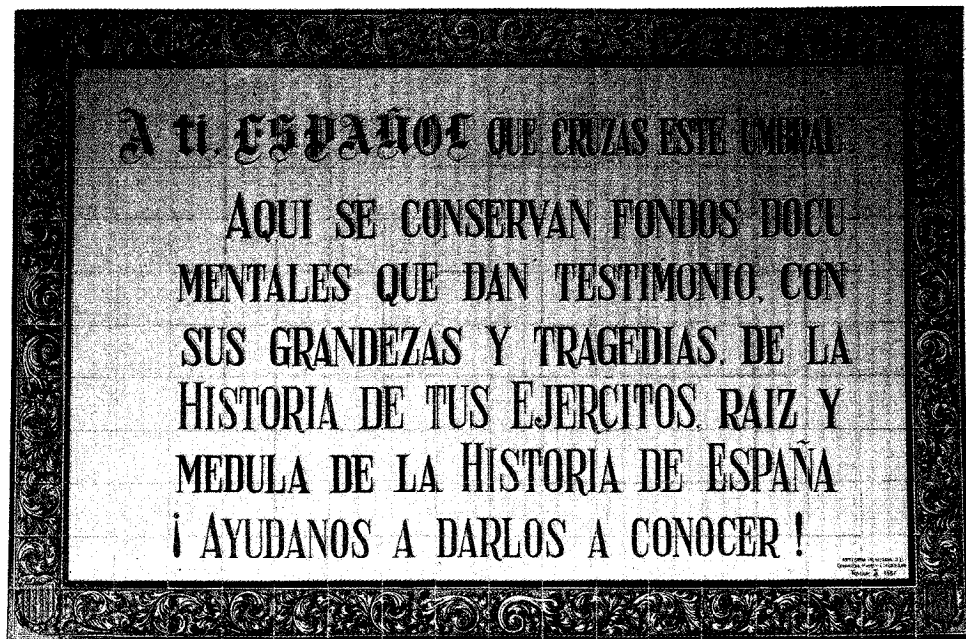 A ti, ESPAÑOL QUE CRUZAS ESTE UMBRAL
AQUI SE CONSERVAN FONDOS DOCU
MENTALES QUE DAN TESTIMONIO, CON
SUS GRANDEZAS Y TRAGEDIAS, DE LA
HISTORIA DE TUS EJERCITOS, RAIZ Y
MEDULA DE LA HISTORIA DE ESPAÑA
¡ AYUDANOS A DARLOS A CONOCER !